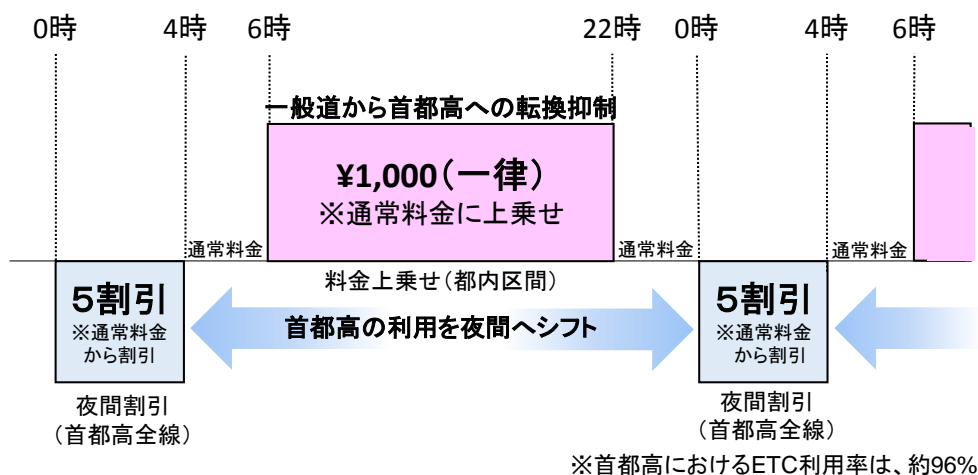 0時 4時 6時 22時 0時 4時 6時
一般道から首都高への転換抑制
¥1,000(一律)
※通常料金に上乗せ
通常料金 通常料金 通常料金
料金上乗せ(都内区間)
5割引
※通常料金
から割引
首都高の利用を夜間へシフト
5割引
※通常料金
から割引
夜間割引
(首都高全線)
夜間割引
(首都高全線)
※首都高におけるETC利用率は、約96%